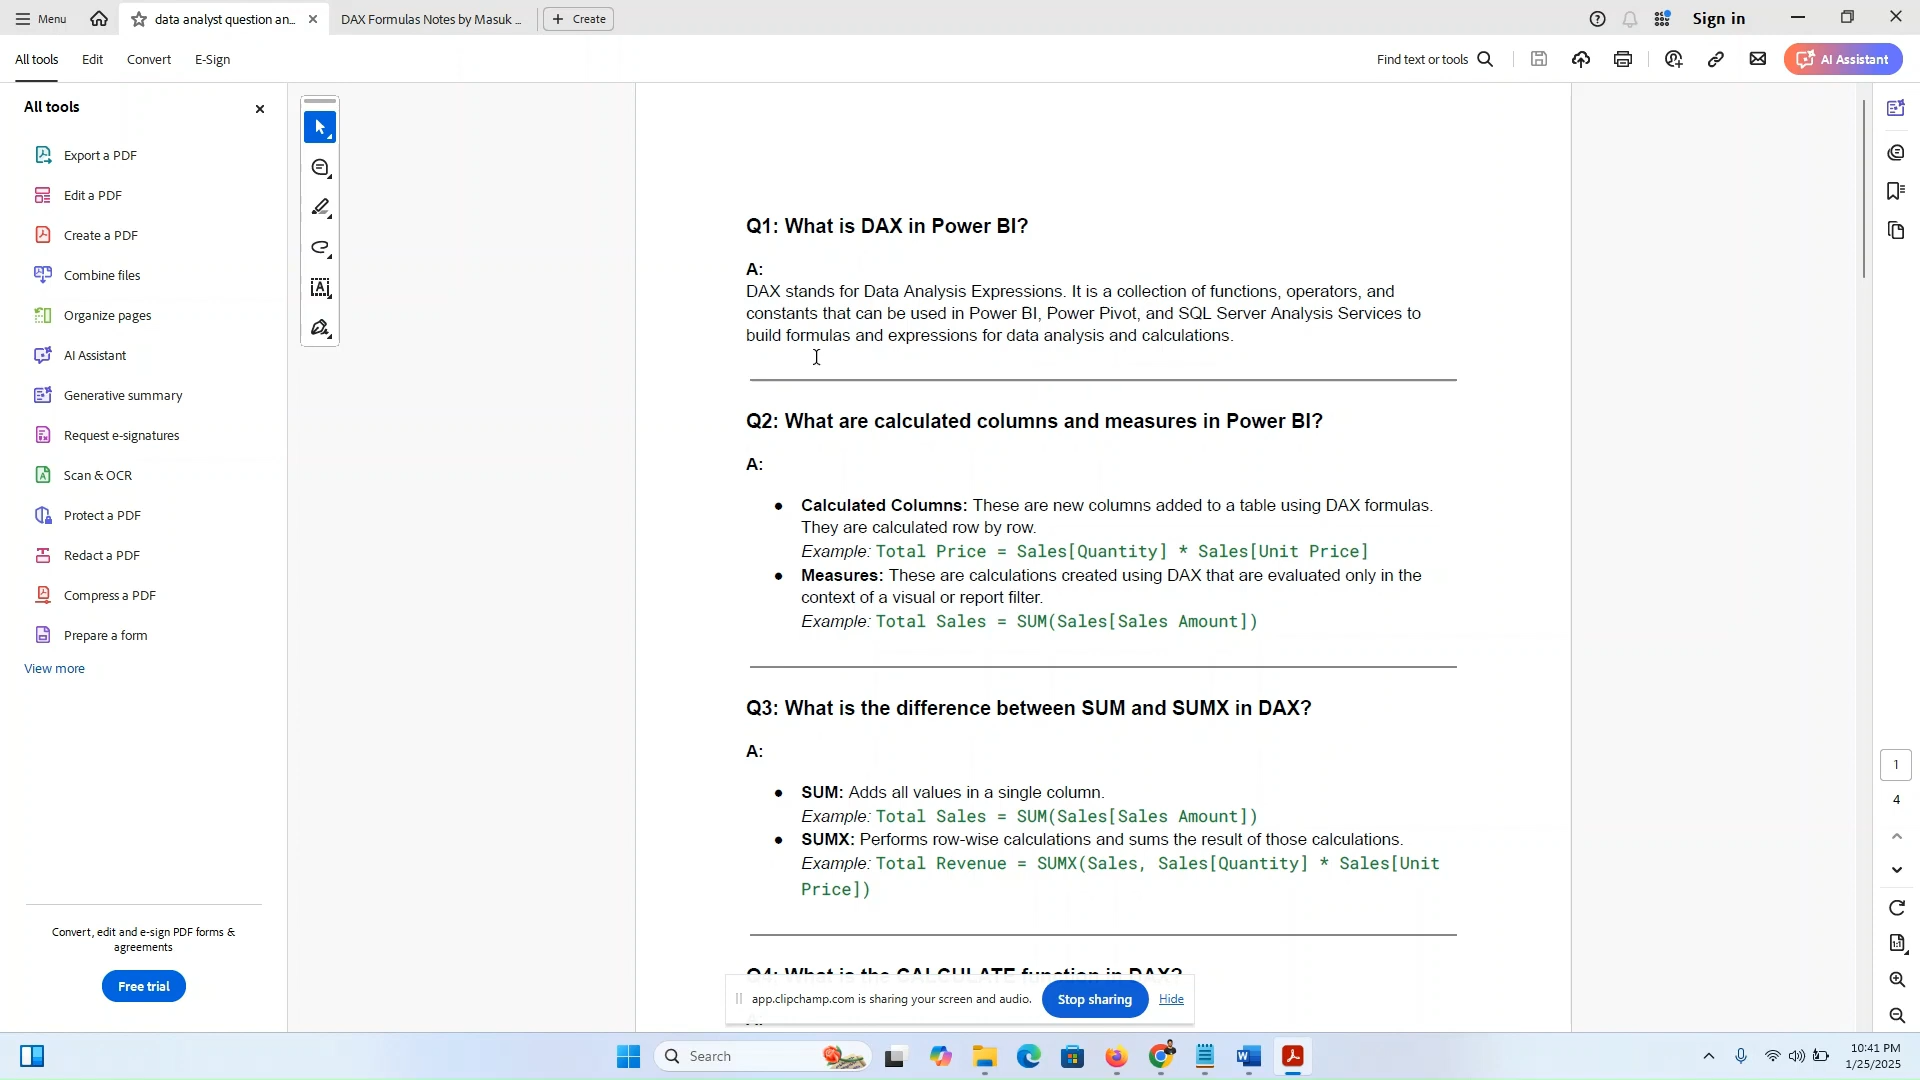 Menu
data analyst question an...
DAX Formulas Notes by Masuk ...
Create
Sign in
All tools
Edit
Convert
E-Sign
Find text or tools
AI Assistant
All tools
Export a PDF
Edit a PDF
Create a PDF
Combine files
Organize pages
AI Assistant
Generative summary
Request e-signatures
Scan & OCR
Protect a PDF
Redact a PDF
Compress a PDF
Prepare a form
View more
Convert, edit and e-sign PDF forms &
agreements
Free trial
Q1: What is DAX in Power BI?
A:
DAX stands for Data Analysis Expressions. It is a collection of functions, operators, and
constants that can be used in Power BI, Power Pivot, and SQL Server Analysis Services to
build formulas and expressions for data analysis and calculations.
Q2: What are calculated columns and measures in Power BI?
A:
● Calculated Columns: These are new columns added to a table using DAX formulas.
They are calculated row by row.
Example: Total Price = Sales[Quantity] * Sales[Unit Price]
● Measures: These are calculations created using DAX that are evaluated only in the
context of a visual or report filter.
Example: Total Sales = SUM(Sales[Sales Amount])
Q3: What is the difference between SUM and SUMX in DAX?
A:
● SUM: Adds all values in a single column.
Example: Total Sales = SUM(Sales[Sales Amount])
● SUMX: Performs row-wise calculations and sums the result of those calculations.
Example: Total Revenue = SUMX(Sales, Sales[Quantity] * Sales[Unit
Price])
Q4: What is the CALCULATE function in DAX?
A:
app.clipchamp.com is sharing your screen and audio.
Stop sharing
Hide
1
4
Search
10:41 PM
1/25/2025